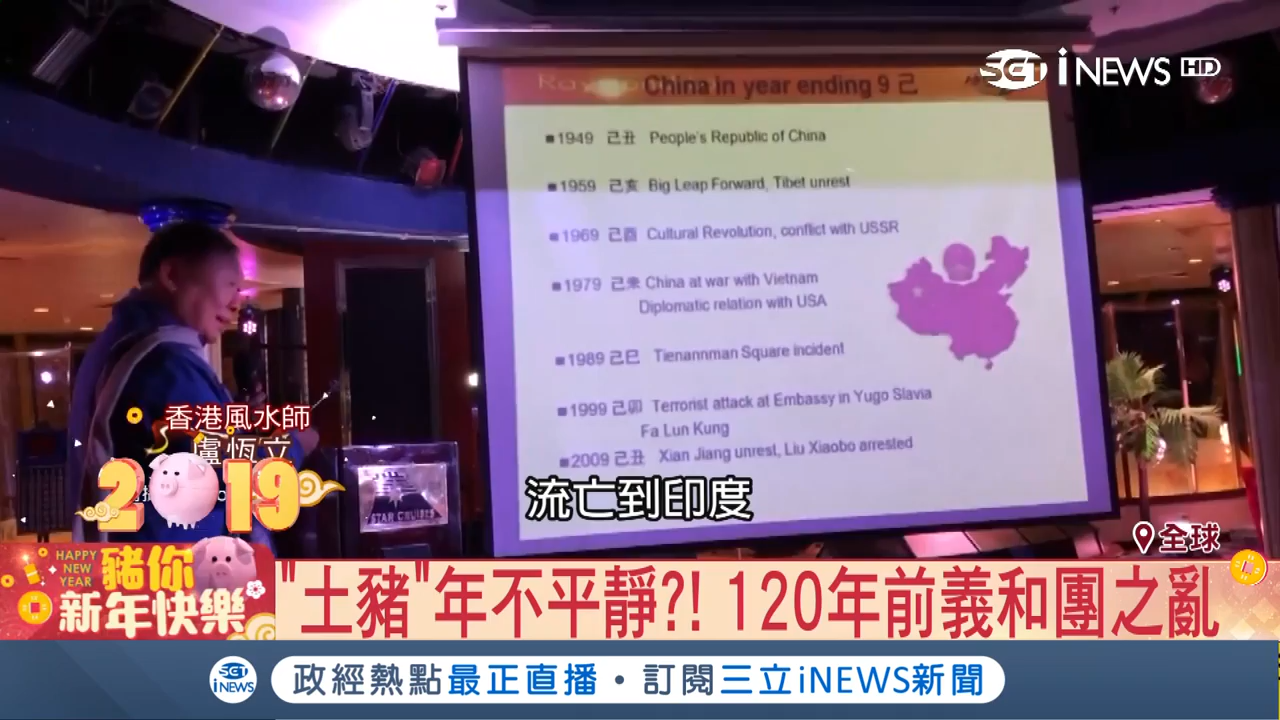 SET iNEWS HD
China in year ending 9 己
■1949 己丑 People's Republic of China
■1959 己亥 Big Leap Forward, Tibet unrest
■1969 己酉 Cultural Revolution, conflict with USSR
■1979 己未 China at war with Vietnam
Diplomatic relation with USA
■1989 己巳 Tienannman Square incident
■1999 己卯 Terrorist attack at Embassy in Yugo Slavia
Fa Lun Kung
■2009 己丑 Xian Jiang unrest, Liu Xiaobo arrested
香港風水師
盧恆立
2019
STAR CRUISES
流亡到印度
全球
HAPPY
NEW
YEAR
豬你
新年快樂
"土豬"年不平靜?! 120年前義和團之亂
SET
iNEWS
政經熱點最正直播・訂閱三立iNEWS新聞